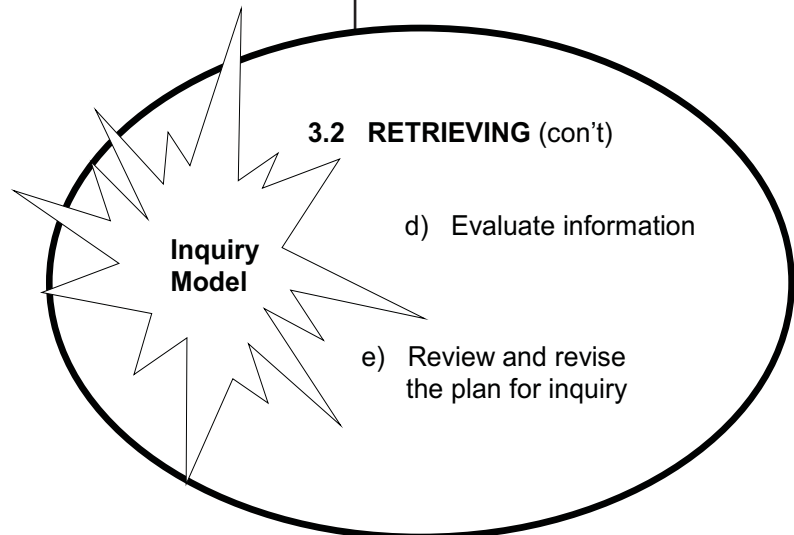 3.2 RETRIEVING (con't)
d) Evaluate information
Inquiry
Model
e) Review and revise
the plan for inquiry